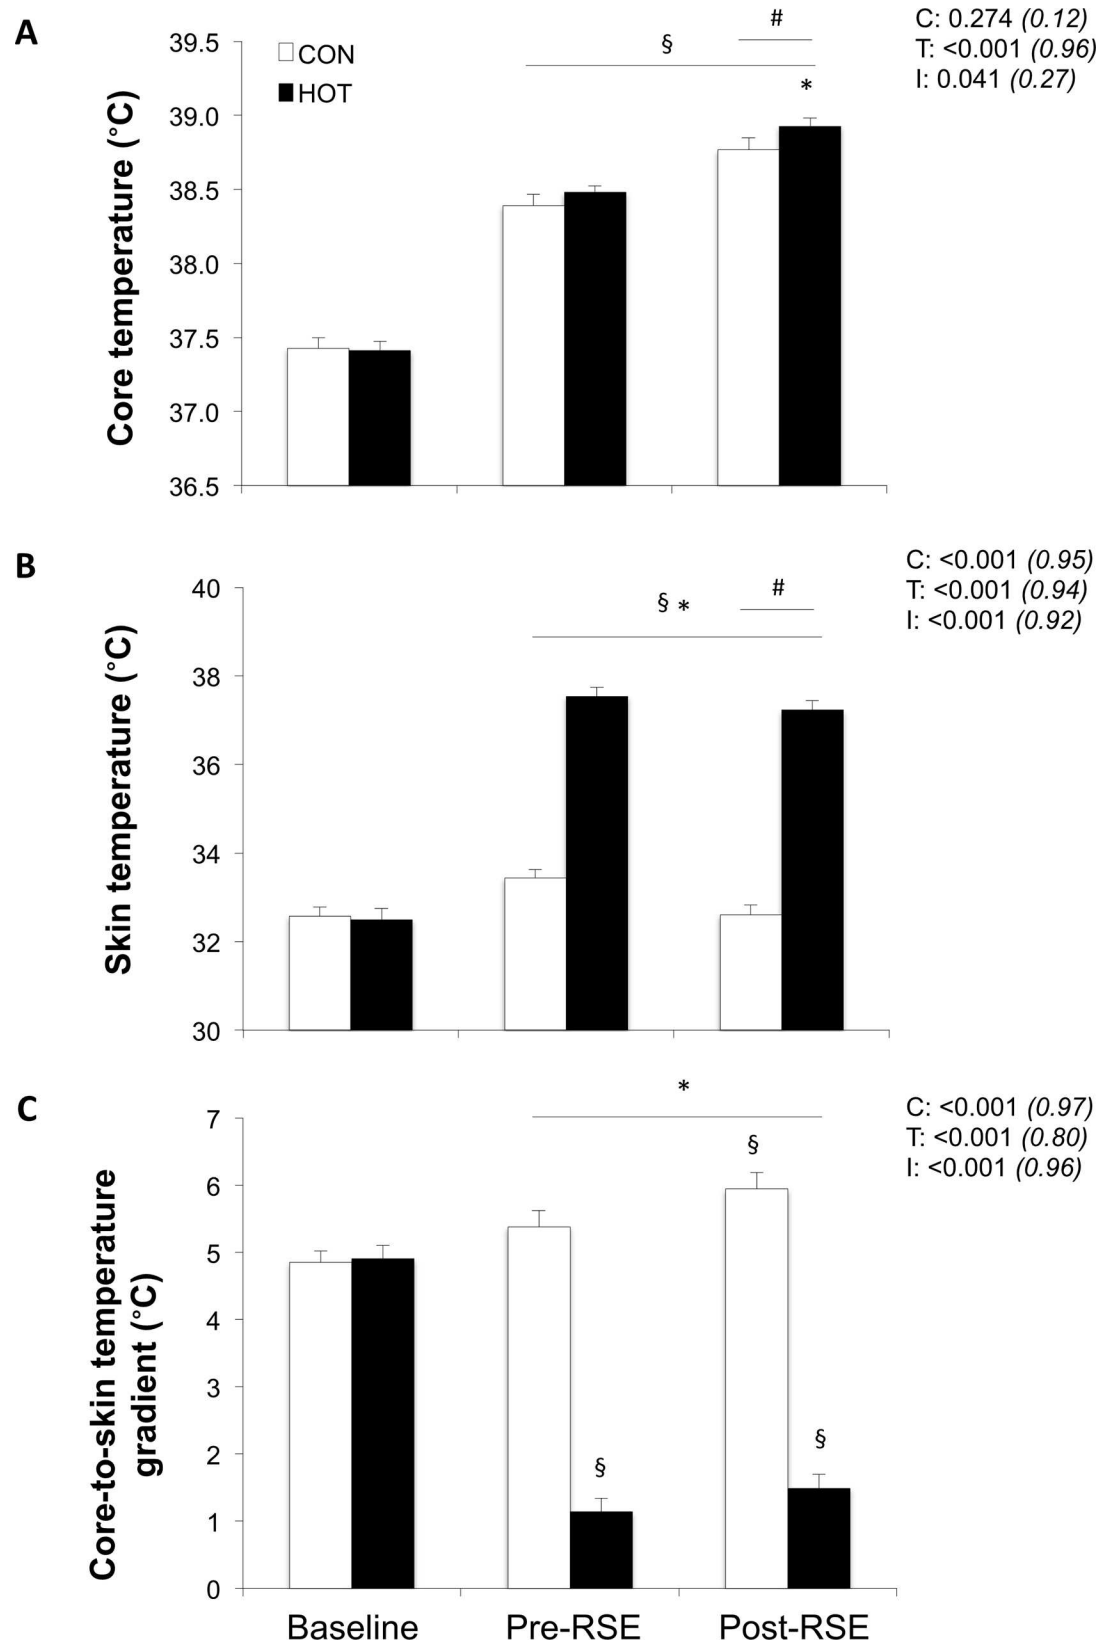 A
C: 0.274 (0.12)
T: <0.001 (0.96)
I: 0.041 (0.27)
#
§
*
CON
HOT
Core temperature (°C)
39.5
39.0
38.5
38.0
37.5
37.0
36.5
B
C: <0.001 (0.95)
T: <0.001 (0.94)
I: <0.001 (0.92)
§ *
#
Skin temperature (°C)
40
38
36
34
32
30
C
C: <0.001 (0.97)
T: <0.001 (0.80)
I: <0.001 (0.96)
*
§
§
§
Core-to-skin temperature
gradient (°C)
7
6
5
4
3
2
1
0
Baseline Pre-RSE Post-RSE